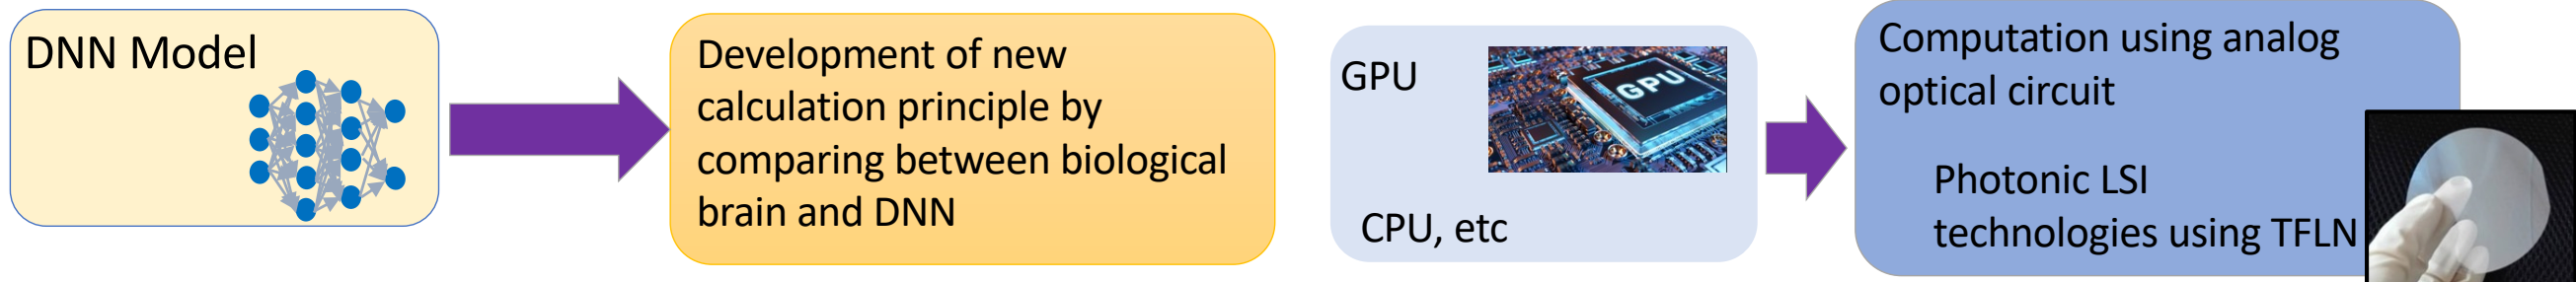 DNN Model
Development of new
calculation principle by
comparing between biological
brain and DNN
GPU
GPU
CPU, etc
Computation using analog
optical circuit
Photonic LSI
technologies using TFLN